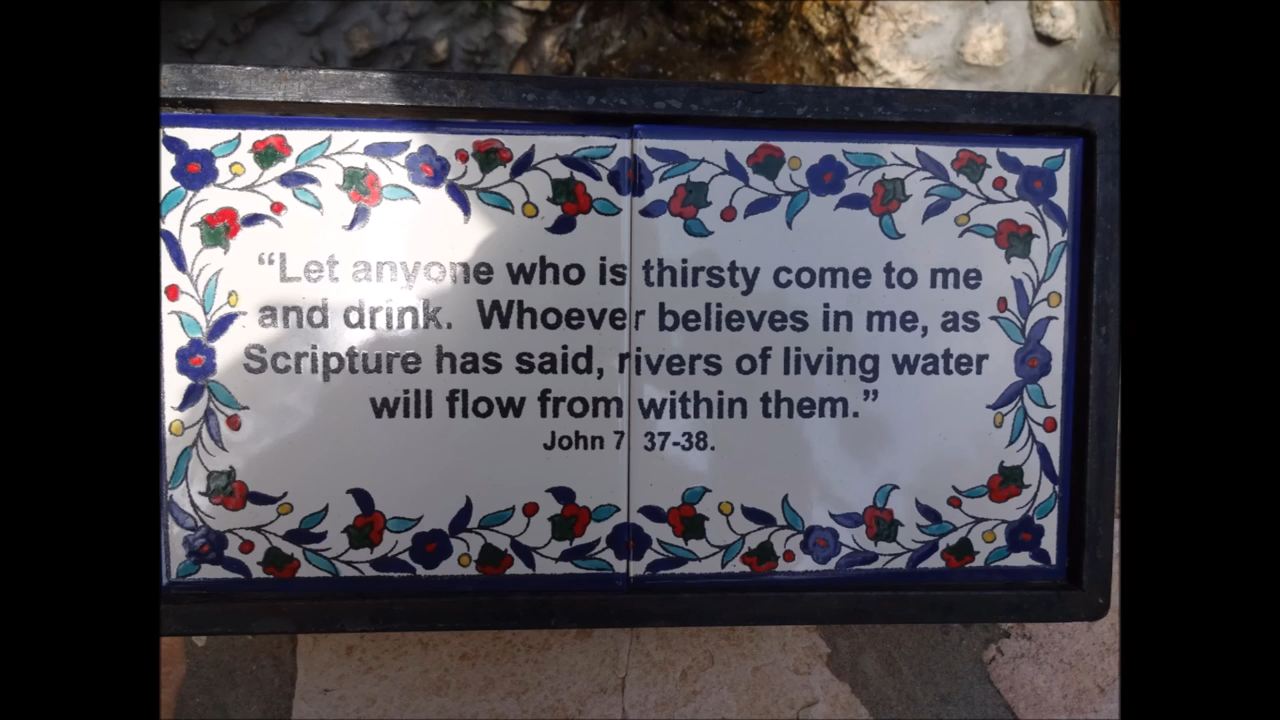 “Let anyone who is thirsty come to me
and drink. Whoever believes in me, as
Scripture has said, rivers of living water
will flow from within them.”
John 7 37-38.